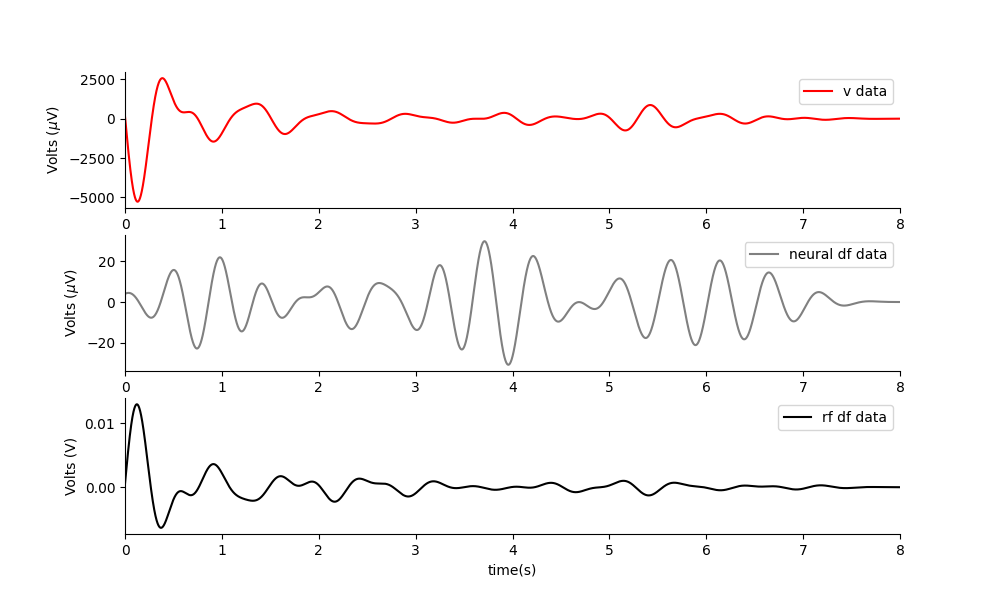 2500
0
−2500
−5000
Volts (μV)
v data
0 1 2 3 4 5 6 7 8
20
0
−20
Volts (μV)
neural df data
0 1 2 3 4 5 6 7 8
0.01
0.00
Volts (V)
rf df data
0 1 2 3 4 5 6 7 8
time(s)